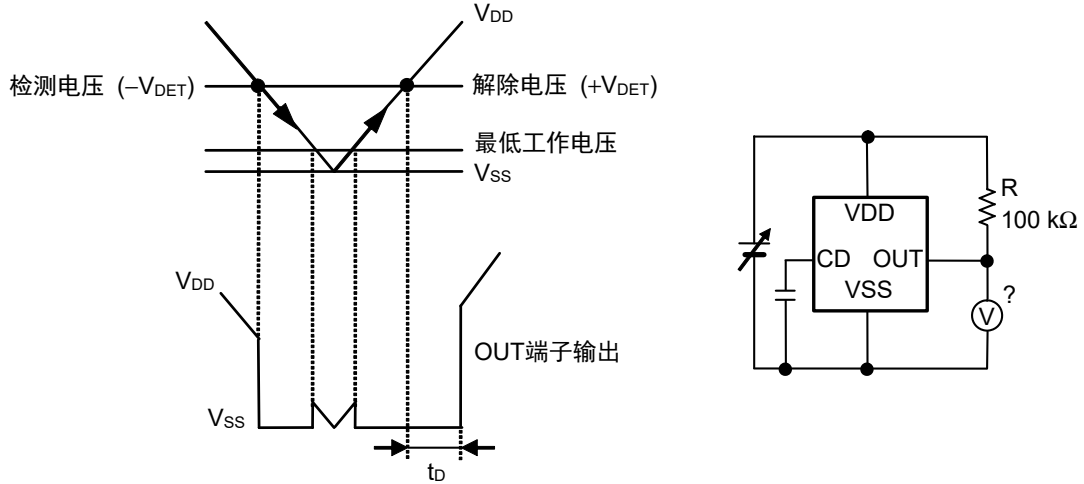 VDD
检测电压 (−VDET)
解除电压 (+VDET)
最低工作电压
VSS
VDD
OUT端子输出
VSS
tD
R
100 kΩ
VDD
CD OUT
VSS
V
?